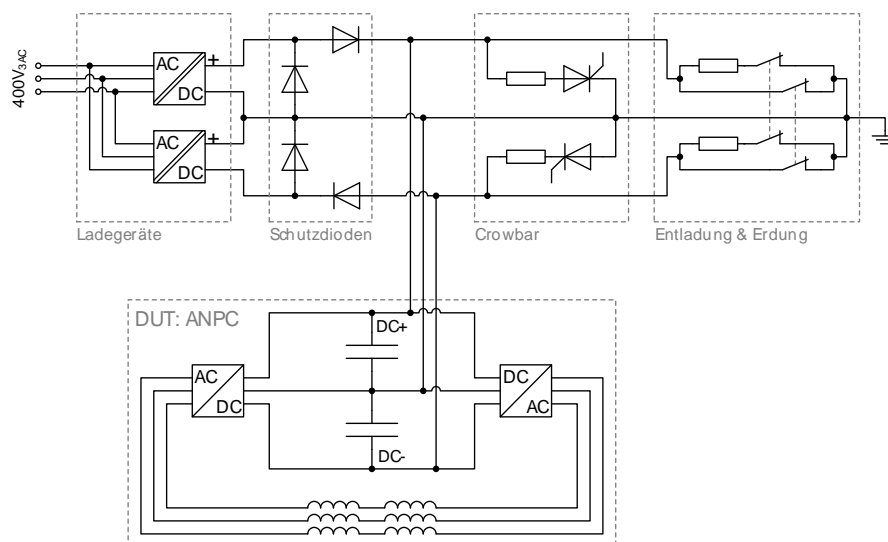 400V3AC
AC
+
DC
AC
+
DC
Ladegeräte
Schutzdioden
Crowbar
Entladung & Erdung
DUT: ANPC
DC+
AC
DC
DC
AC
DC-